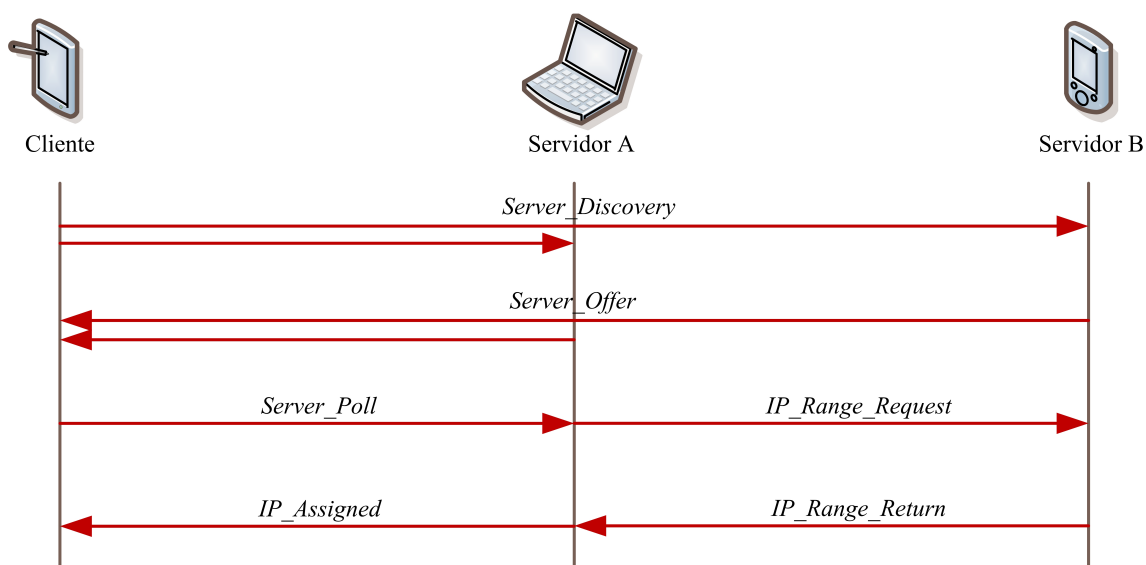 Cliente
Servidor A
Servidor B
Server_Discovery
Server_Offer
Server_Poll
IP_Range_Request
IP_Assigned
IP_Range_Return